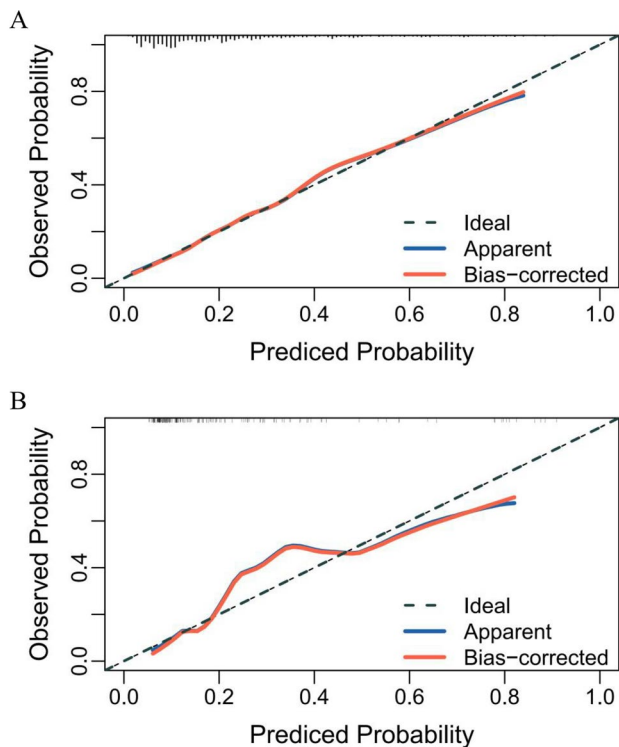 A
Observed Probability
0.8
0.4
0.0
Ideal
Apparent
Bias-corrected
0.0 0.2 0.4 0.6 0.8 1.0
Prediced Probability
B
Observed Probability
0.8
0.4
0.0
Ideal
Apparent
Bias-corrected
0.0 0.2 0.4 0.6 0.8 1.0
Prediced Probability